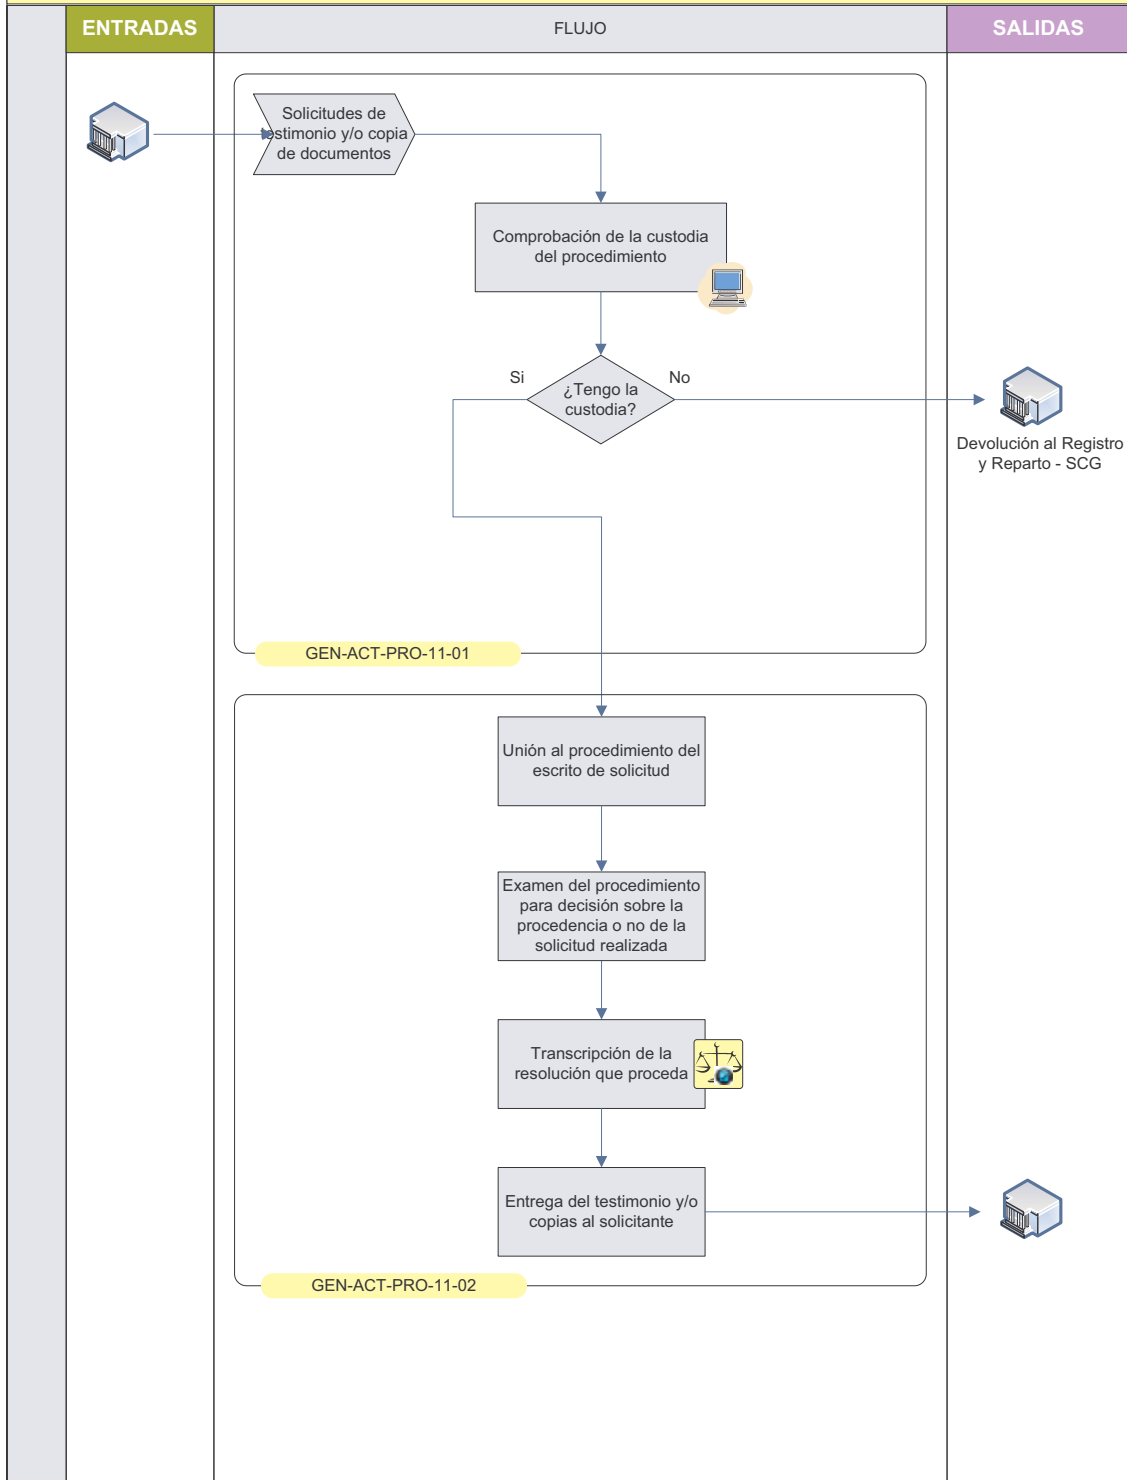 ENTRADAS
FLUJO
SALIDAS
Solicitudes de
testimonio y/o copia
de documentos
Comprobación de la custodia
del procedimiento
Si
¿Tengo la
custodia?
No
Devolución al Registro
y Reparto - SCG
GEN-ACT-PRO-11-01
Unión al procedimiento del
escrito de solicitud
Examen del procedimiento
para decisión sobre la
procedencia o no de la
solicitud realizada
Transcripción de la
resolución que proceda
Entrega del testimonio y/o
copias al solicitante
GEN-ACT-PRO-11-02